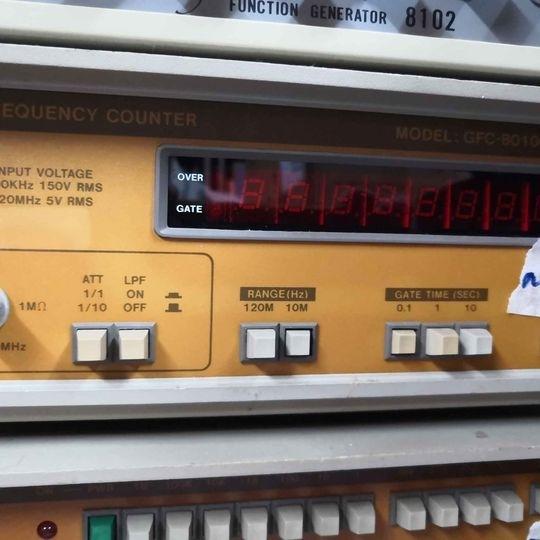 FUNCTION GENERATOR 8102
EQUENCY COUNTER
MODEL: GFC-8010
NPUT VOLTAGE
0KHz 150V RMS
20MHz 5V RMS
OVER
GATE
ATT LPF
1/1 ON
1/10 OFF
1MΩ
MHz
RANGE(Hz)
120M 10M
GATE TIME (SEC)
0.1 1 10